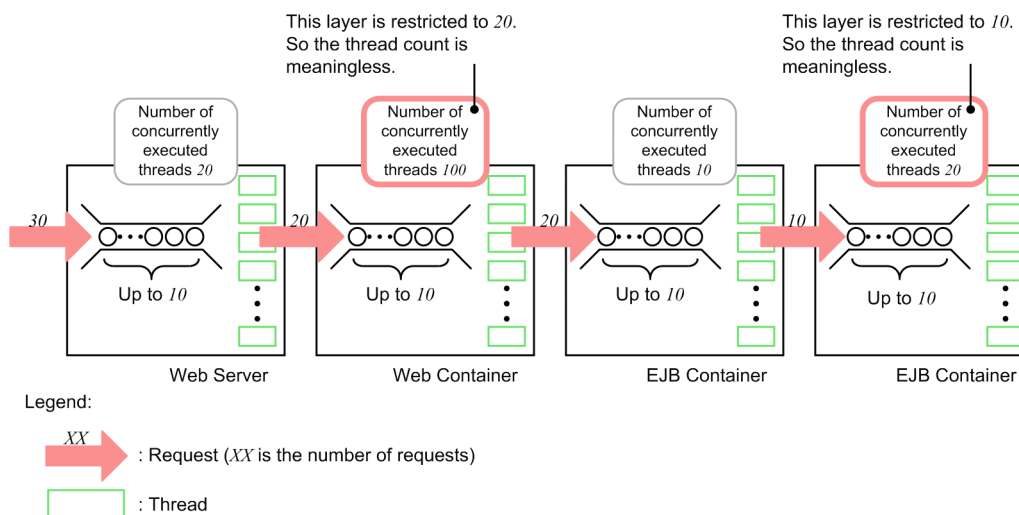 This layer is restricted to 20.
So the thread count is
meaningless.
This layer is restricted to 10.
So the thread count is
meaningless.
Number of
concurrently
executed
threads 20
Number of
concurrently
executed
threads 100
Number of
concurrently
executed
threads 10
Number of
concurrently
executed
threads 20
30
20
20
10
Up to 10
Up to 10
Up to 10
Up to 10
Web Server
Web Container
EJB Container
EJB Container
Legend:
XX
: Request (XX is the number of requests)
: Thread